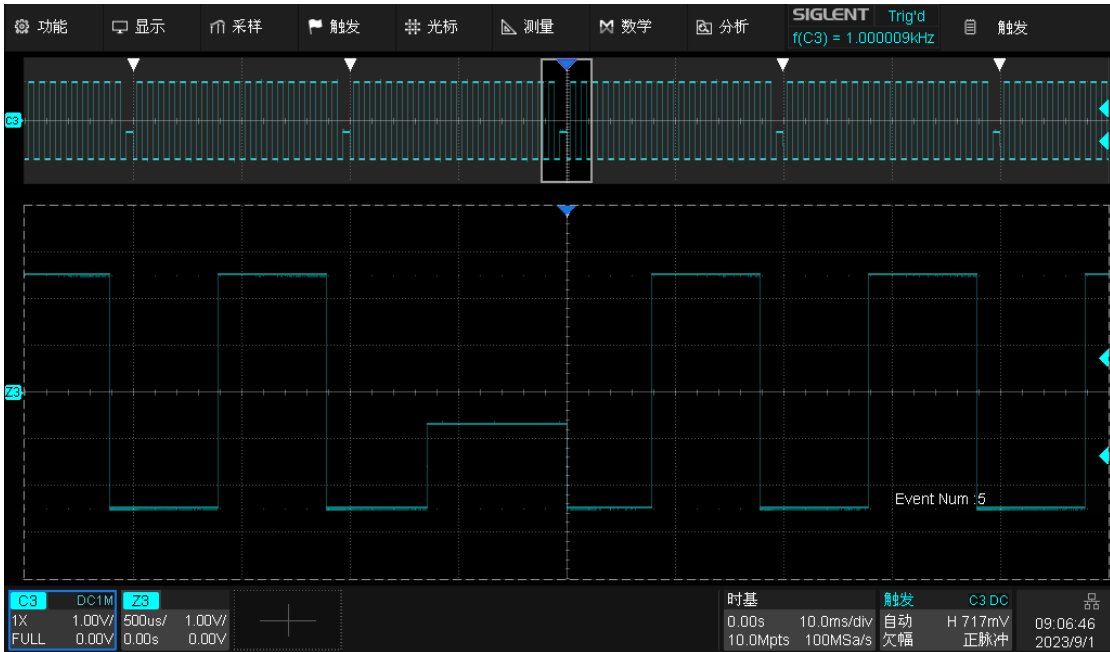 功能 显示 采样 触发 光标 测量 数学 分析 SIGLENT Trig'd 触发
f(C3) = 1.000009kHz
C3
Z3
Event Num :5
C3 DC1M Z3 时基 触发 C3 DC
1X 1.00V/ 500us/ 1.00V/ 0.00s 10.0ms/div 自动 H 717mV 09:06:46
FULL 0.00V 0.00s 0.00V 10.0Mpts 100MSa/s 欠幅 正脉冲 2023/9/1